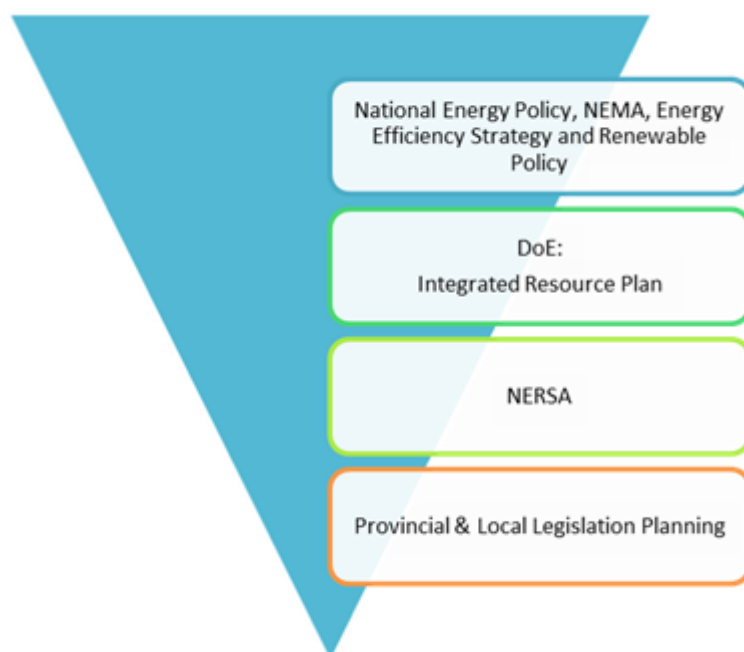 National Energy Policy, NEMA, Energy
Efficiency Strategy and Renewable
Policy
DoE:
Integrated Resource Plan
NERSA
Provincial & Local Legislation Planning